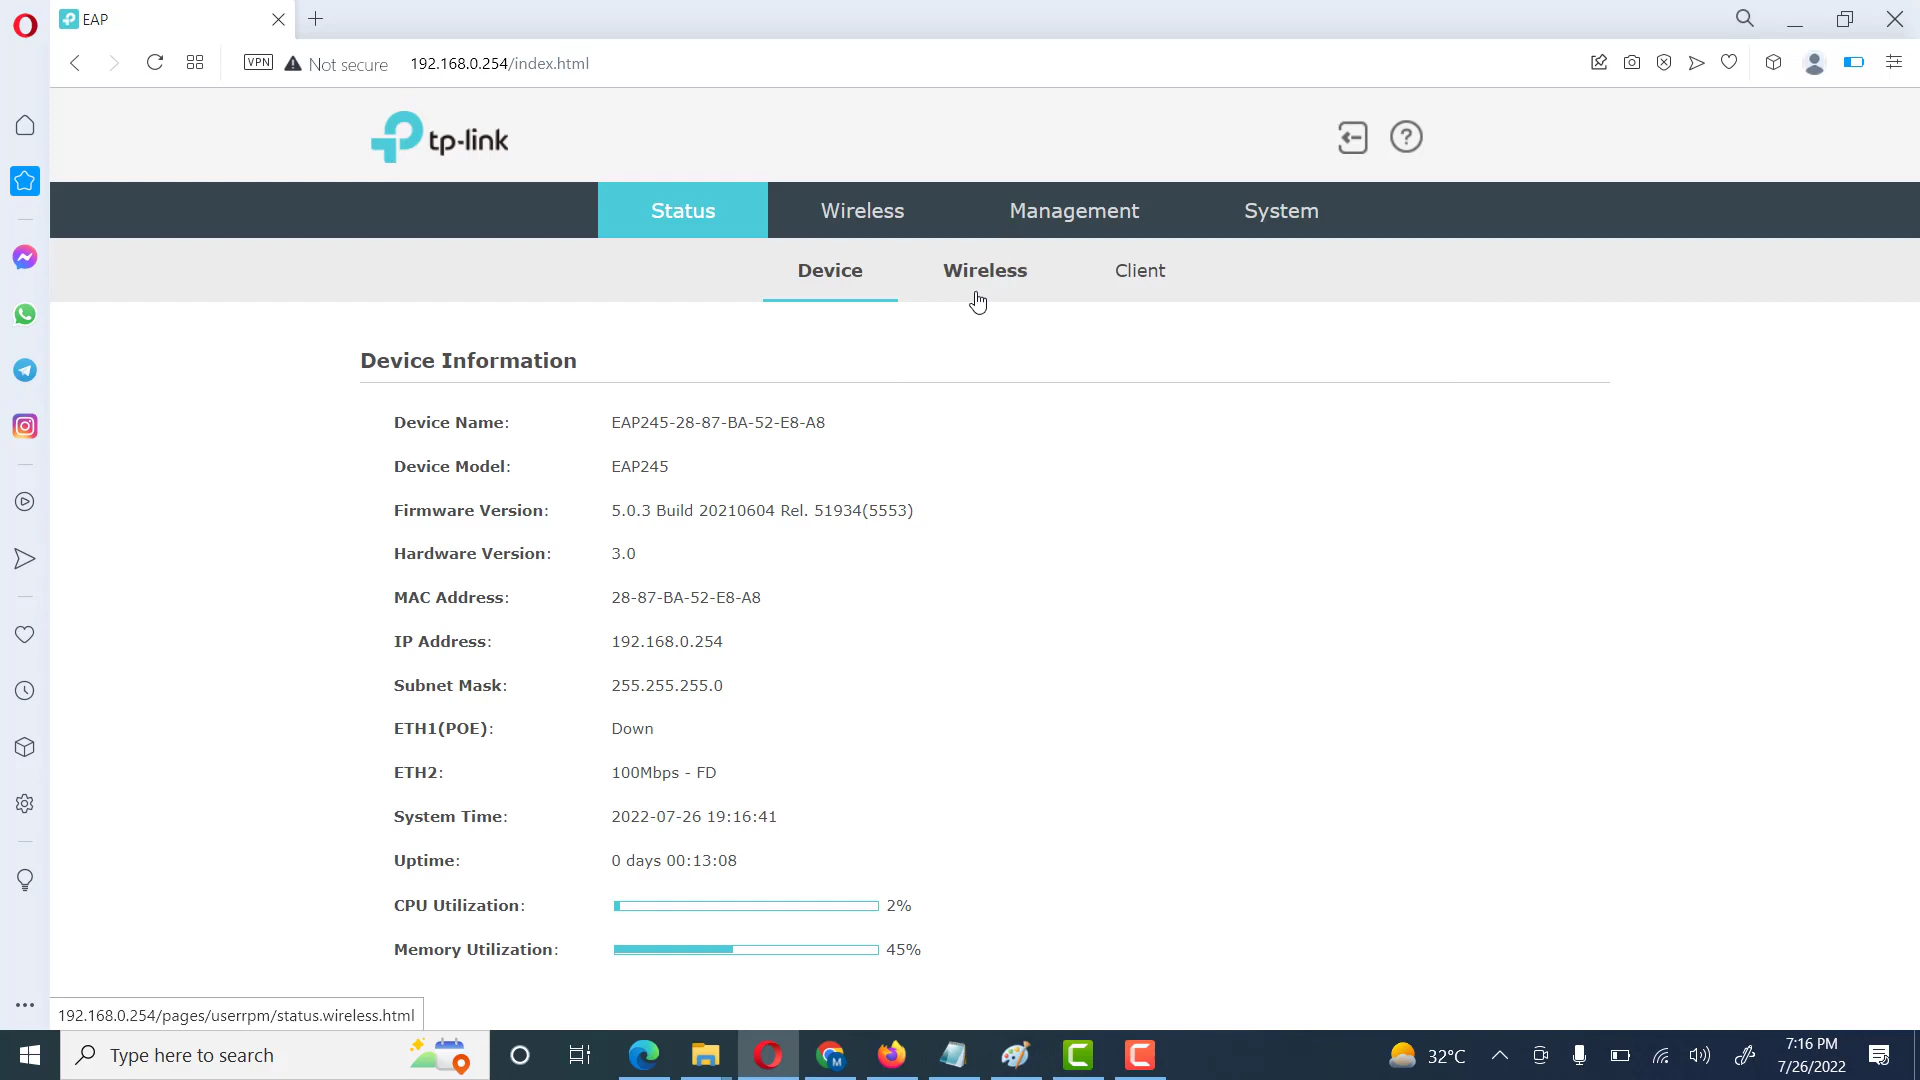 EAP
VPN
Not secure
192.168.0.254/index.html
tp-link
Status
Wireless
Management
System
Device
Wireless
Client
Device Information
Device Name: EAP245-28-87-BA-52-E8-A8
Device Model: EAP245
Firmware Version: 5.0.3 Build 20210604 Rel. 51934(5553)
Hardware Version: 3.0
MAC Address: 28-87-BA-52-E8-A8
IP Address: 192.168.0.254
Subnet Mask: 255.255.255.0
ETH1(POE): Down
ETH2: 100Mbps - FD
System Time: 2022-07-26 19:16:41
Uptime: 0 days 00:13:08
CPU Utilization: 2%
Memory Utilization: 45%
192.168.0.254/pages/userrpm/status.wireless.html
Type here to search
M
32°C
7:16 PM
7/26/2022